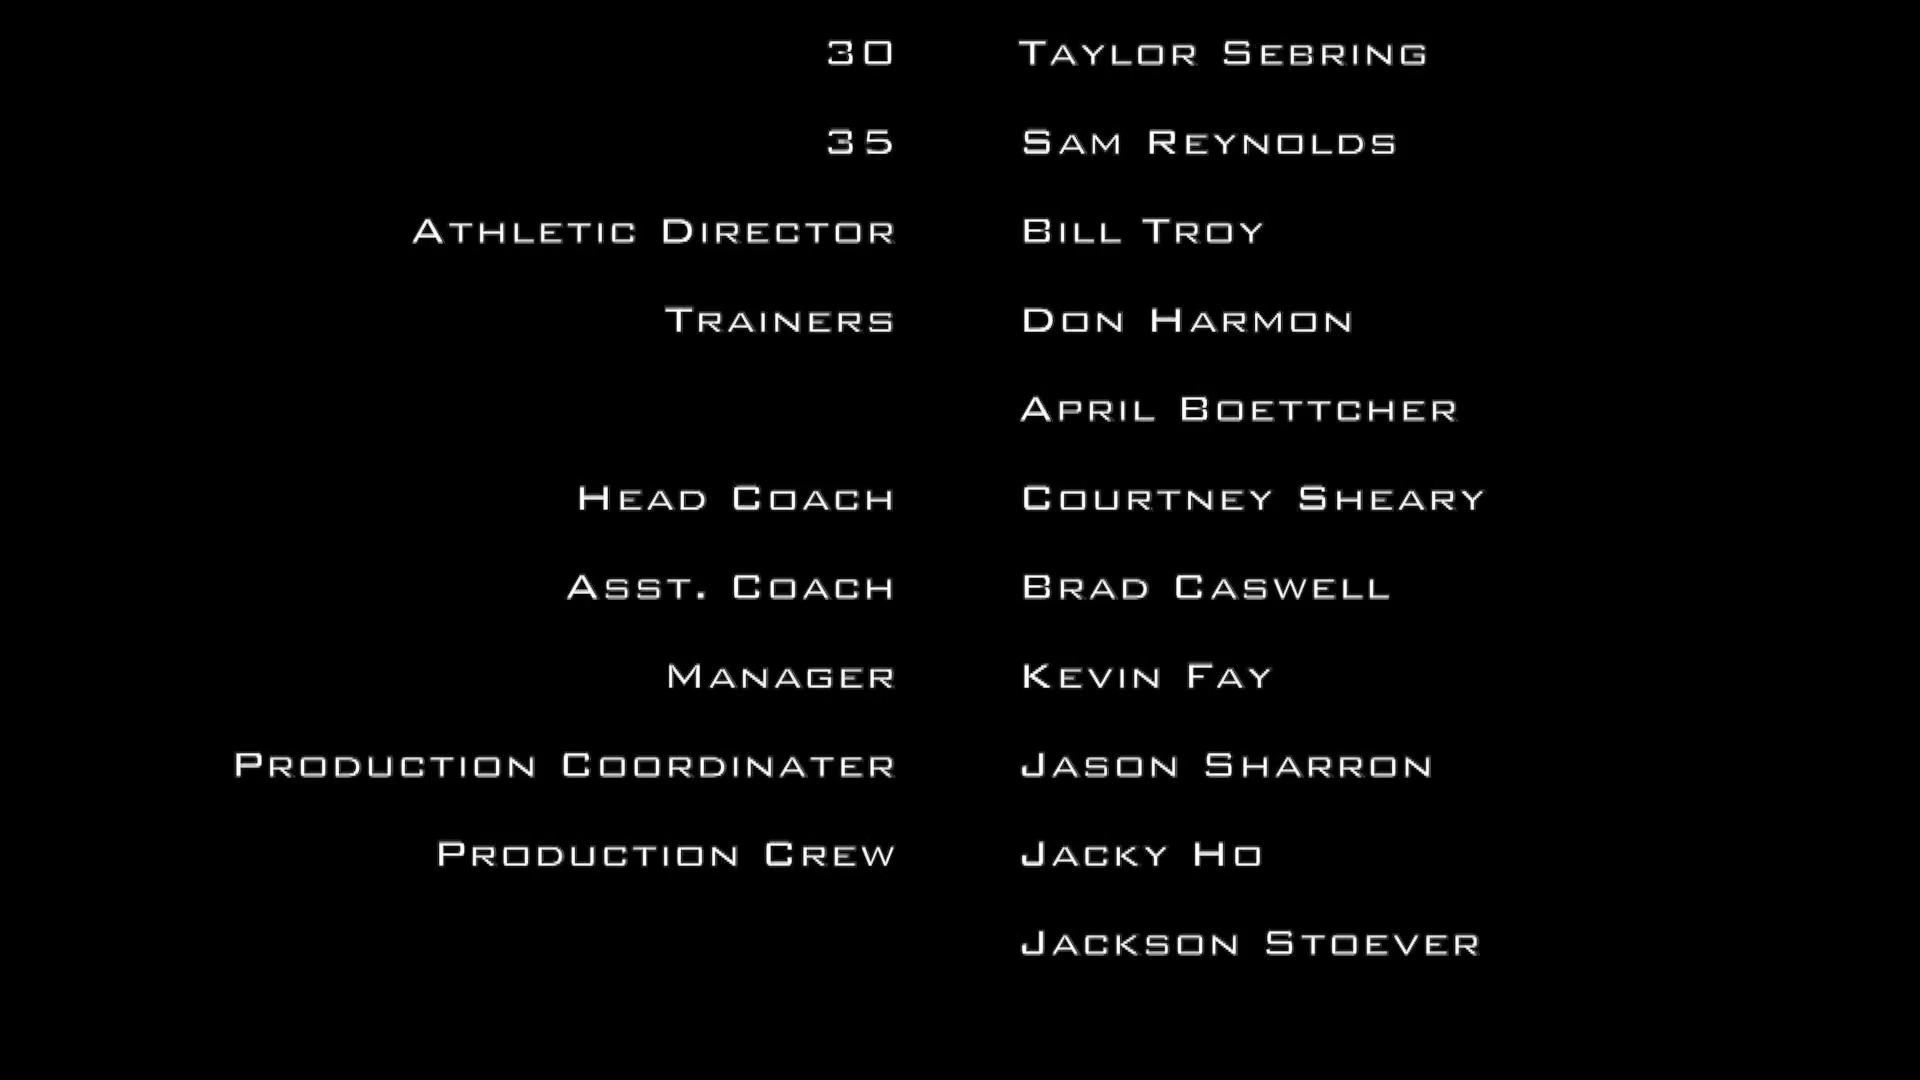 30 Taylor Sebring
35 Sam Reynolds
Athletic Director Bill Troy
Trainers Don Harmon
April Boettcher
Head Coach Courtney Sheary
Asst. Coach Brad Caswell
Manager Kevin Fay
Production Coordinater Jason Sharron
Production Crew Jacky Ho
Jackson Stoever